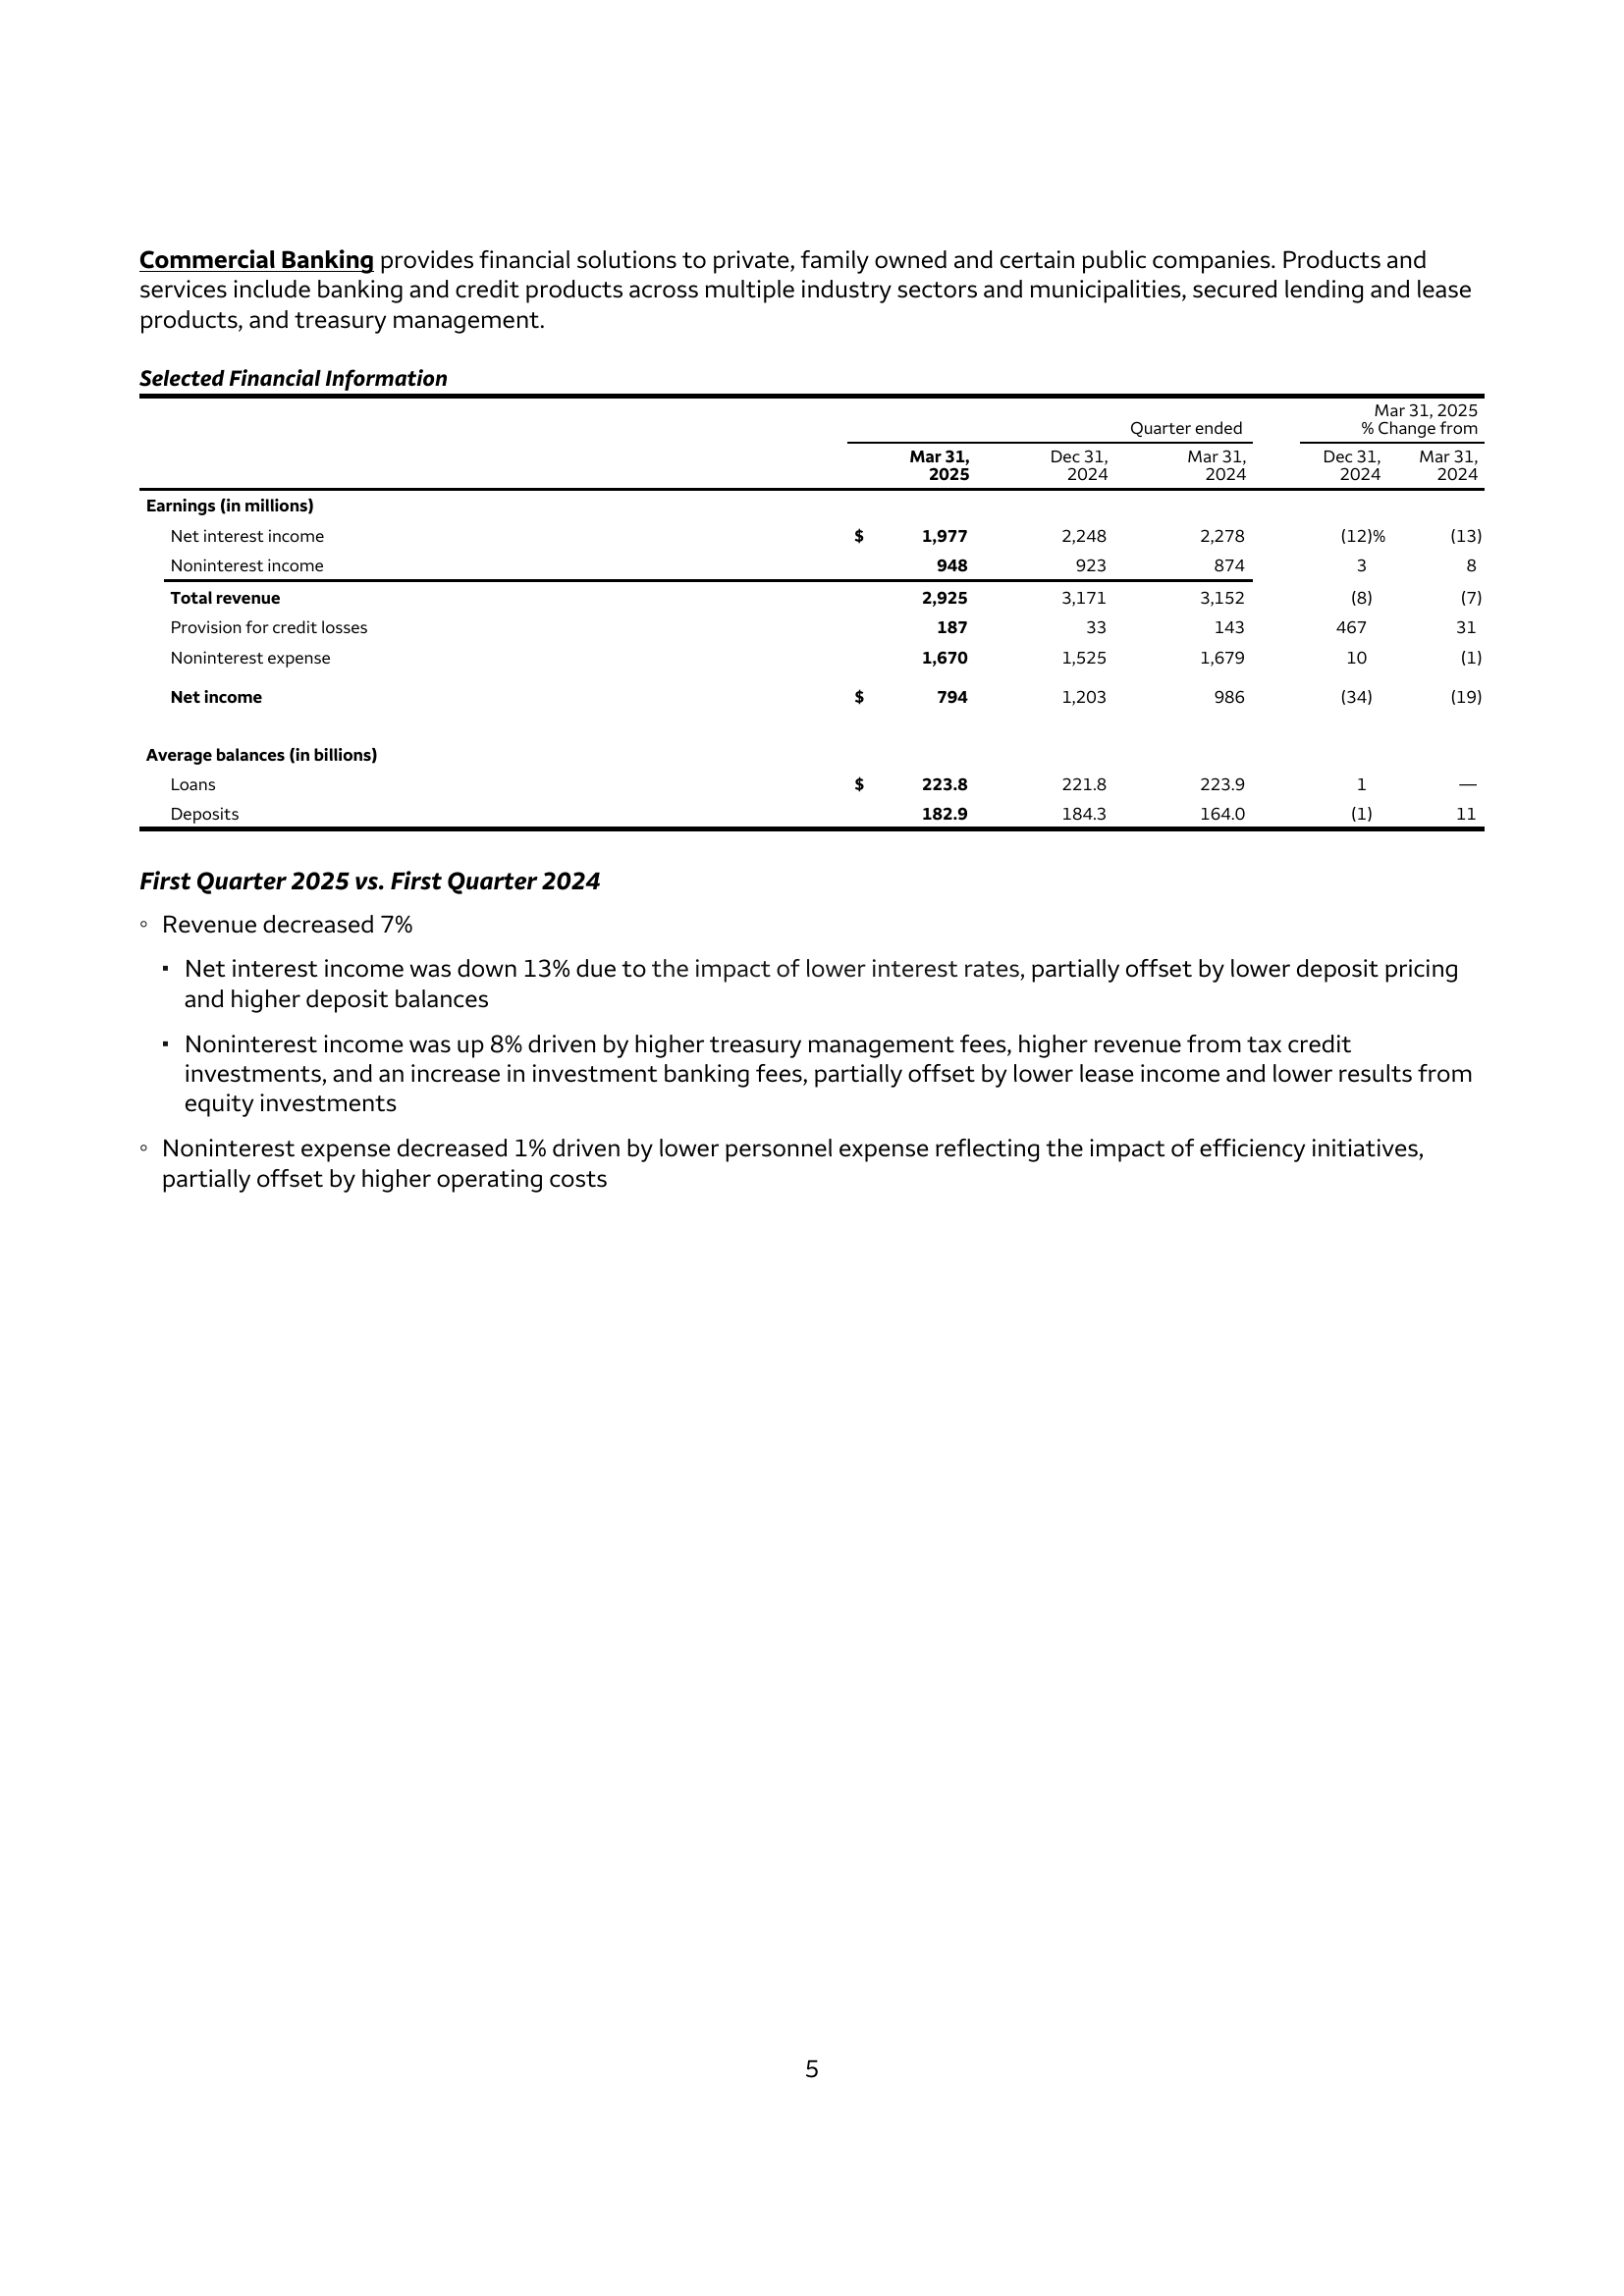 Commercial Banking provides financial solutions to private, family owned and certain public companies. Products and
services include banking and credit products across multiple industry sectors and municipalities, secured lending and lease
products, and treasury management.
Selected Financial Information
Quarter ended Mar 31, 2025 % Change from
Mar 31, 2025 Dec 31, 2024 Mar 31, 2024 Dec 31, 2024 Mar 31, 2024
Earnings (in millions)
Net interest income $ 1,977 2,248 2,278 (12)% (13)
Noninterest income 948 923 874 3 8
Total revenue 2,925 3,171 3,152 (8) (7)
Provision for credit losses 187 33 143 467 31
Noninterest expense 1,670 1,525 1,679 10 (1)
Net income $ 794 1,203 986 (34) (19)
Average balances (in billions)
Loans $ 223.8 221.8 223.9 1 —
Deposits 182.9 184.3 164.0 (1) 11
First Quarter 2025 vs. First Quarter 2024
◦ Revenue decreased 7%
▪ Net interest income was down 13% due to the impact of lower interest rates, partially offset by lower deposit pricing
and higher deposit balances
▪ Noninterest income was up 8% driven by higher treasury management fees, higher revenue from tax credit
investments, and an increase in investment banking fees, partially offset by lower lease income and lower results from
equity investments
◦ Noninterest expense decreased 1% driven by lower personnel expense reflecting the impact of efficiency initiatives,
partially offset by higher operating costs
5